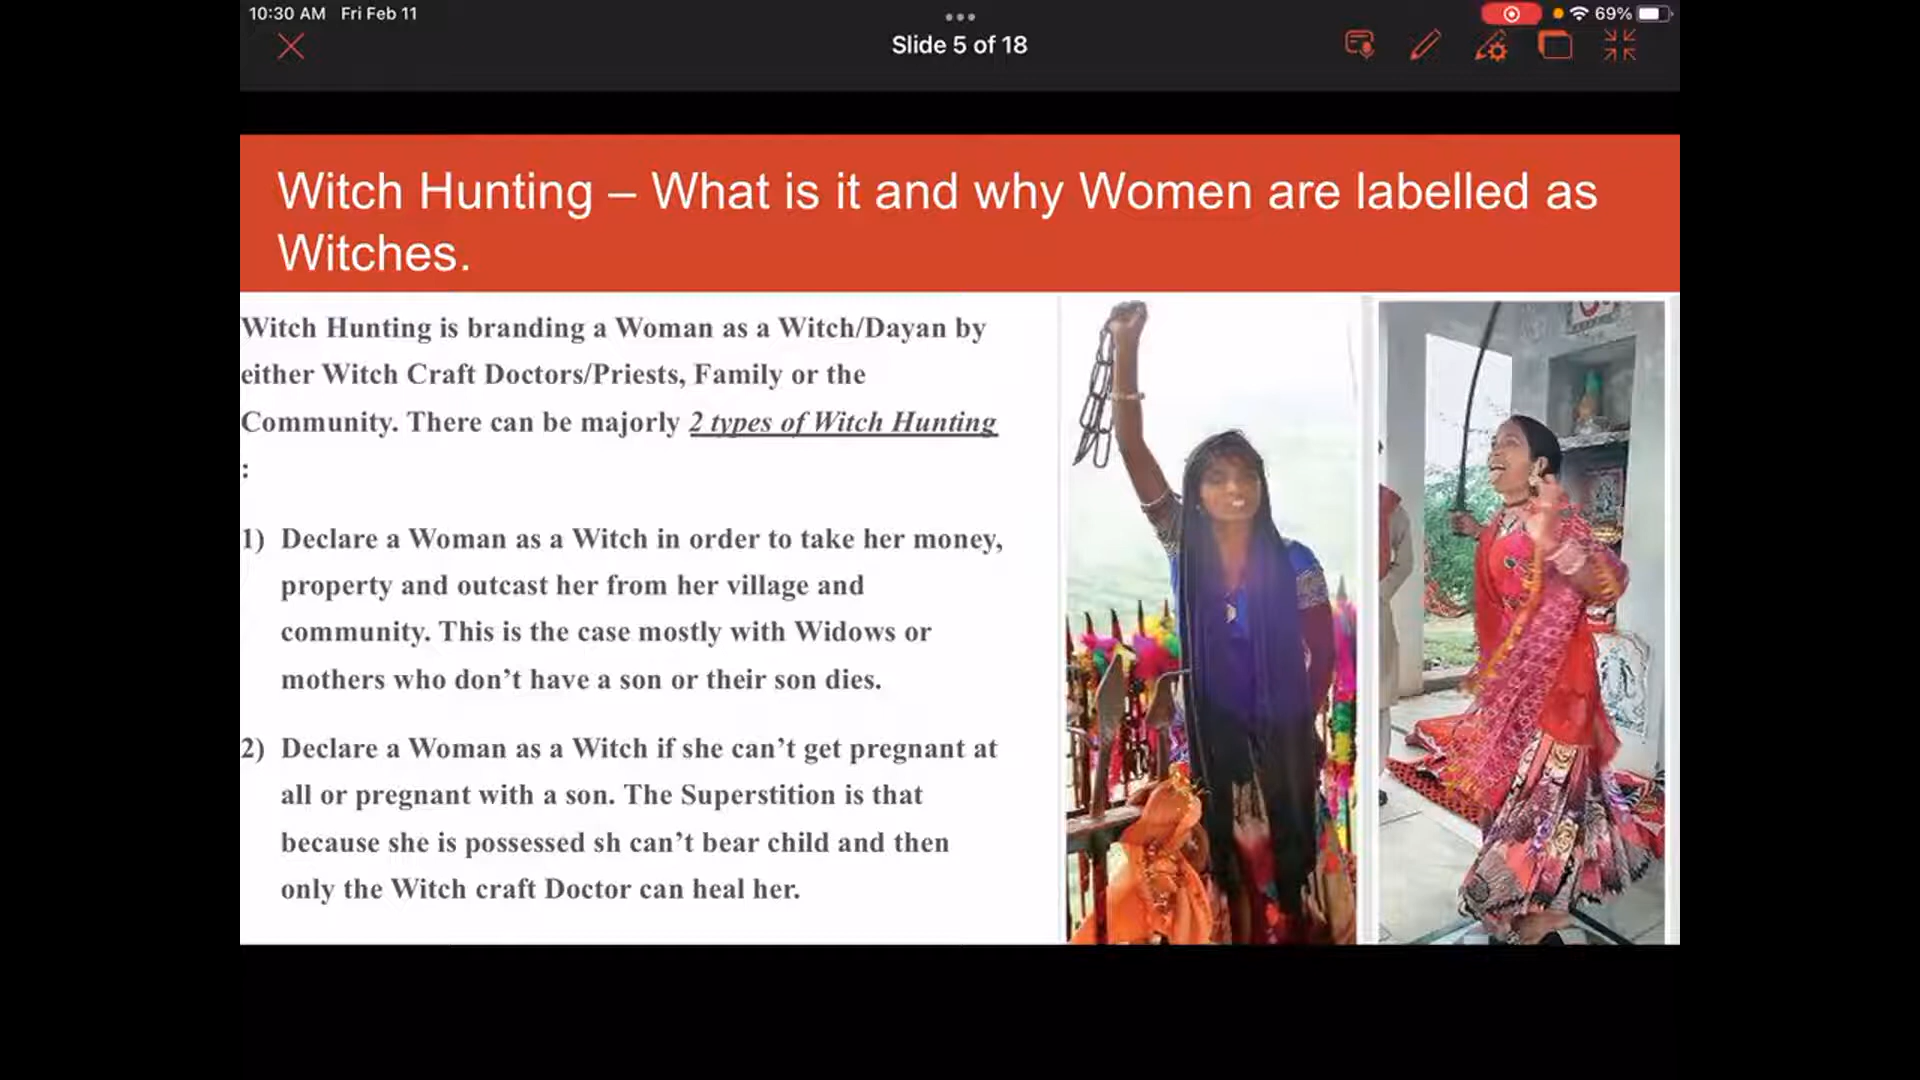 10:30 AM Fri Feb 11
69%
Slide 5 of 18
Witch Hunting – What is it and why Women are labelled as
Witches.
Witch Hunting is branding a Woman as a Witch/Dayan by
either Witch Craft Doctors/Priests, Family or the
Community. There can be majorly 2 types of Witch Hunting
:
1) Declare a Woman as a Witch in order to take her money,
property and outcast her from her village and
community. This is the case mostly with Widows or
mothers who don’t have a son or their son dies.
2) Declare a Woman as a Witch if she can’t get pregnant at
all or pregnant with a son. The Superstition is that
because she is possessed sh can’t bear child and then
only the Witch craft Doctor can heal her.